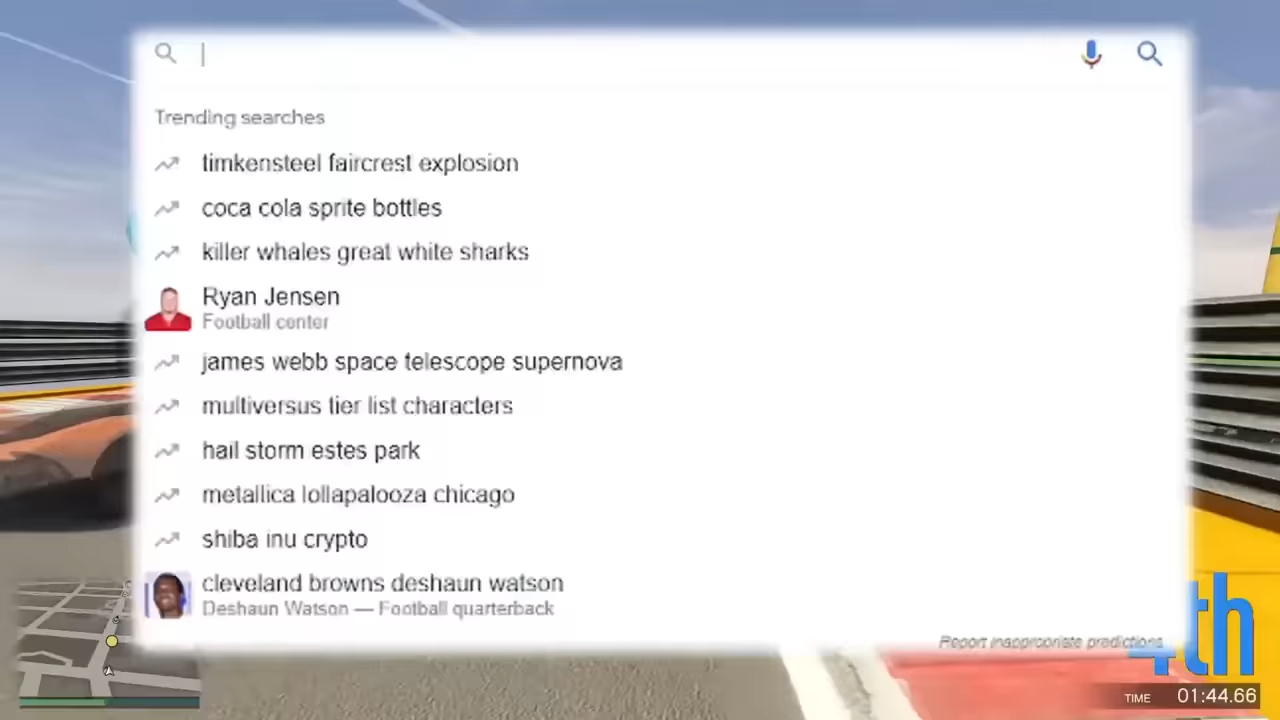 Trending searches
timkensteel faircrest explosion
coca cola sprite bottles
killer whales great white sharks
Ryan Jensen
Football center
james webb space telescope supernova
multiversus tier list characters
hail storm estes park
metallica lollapalooza chicago
shiba inu crypto
cleveland browns deshaun watson
Deshaun Watson — Football quarterback
Report inappropriate predictions
4th
TIME 01:44.66